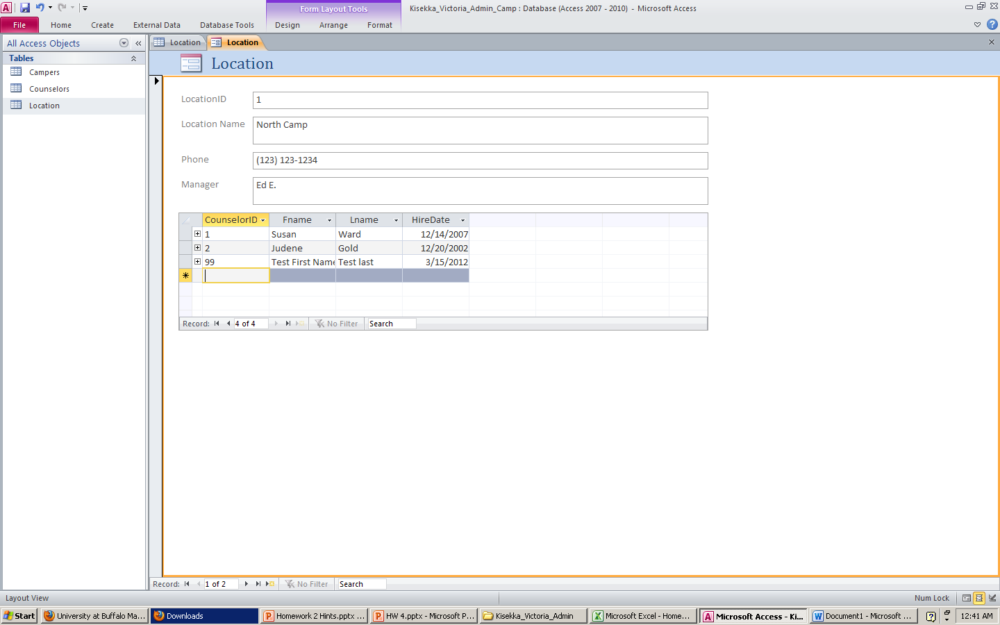 Form Layout Tools
Kisekka_Victoria_Admin_Camp : Database (Access 2007 - 2010) - Microsoft Access
File Home Create External Data Database Tools Design Arrange Format
All Access Objects
Location Location
Tables
Campers
Counselors
Location
Location
LocationID 1
Location Name North Camp
Phone (123) 123-1234
Manager Ed E.
CounselorID Fname Lname HireDate
1 Susan Ward 12/14/2007
2 Judene Gold 12/20/2002
99 Test First Name Test last 3/15/2012
Record: 4 of 4 No Filter Search
Record: 1 of 2 No Filter Search
Layout View Num Lock
Start University at Buffalo Ma... Downloads Homework 2 Hints.pptx ... HW 4.pptx - Microsoft P... Kisekka_Victoria_Admin Microsoft Excel - Home... Microsoft Access - Ki... Document1 - Microsoft ... 12:41 AM